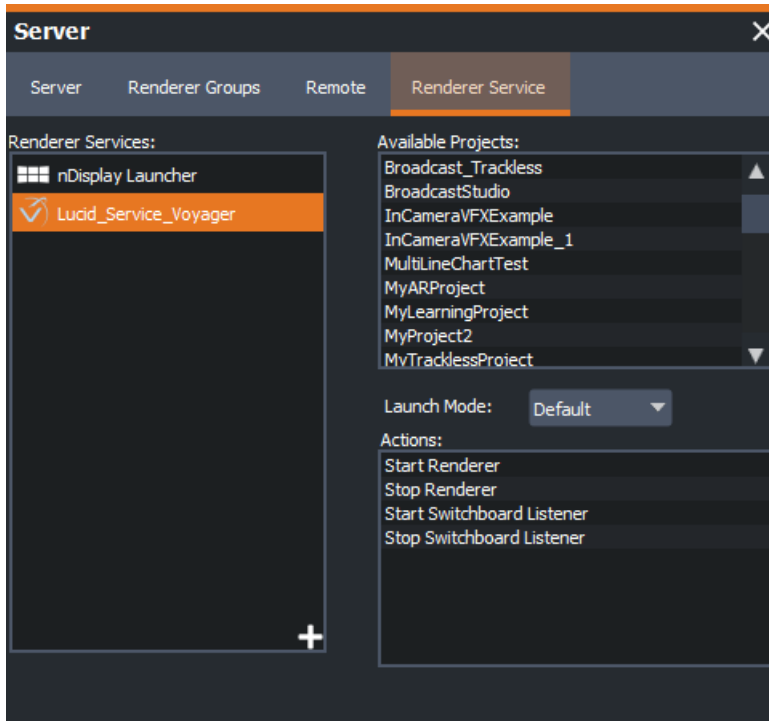 Server
Server Renderer Groups Remote Renderer Service
Renderer Services:
nDisplay Launcher
Lucid_Service_Voyager
Available Projects:
Broadcast_Trackless
BroadcastStudio
InCameraVFXExample
InCameraVFXExample_1
MultiLineChartTest
MyARProject
MyLearningProject
MyProject2
MyTracklessProject
Launch Mode: Default
Actions:
Start Renderer
Stop Renderer
Start Switchboard Listener
Stop Switchboard Listener